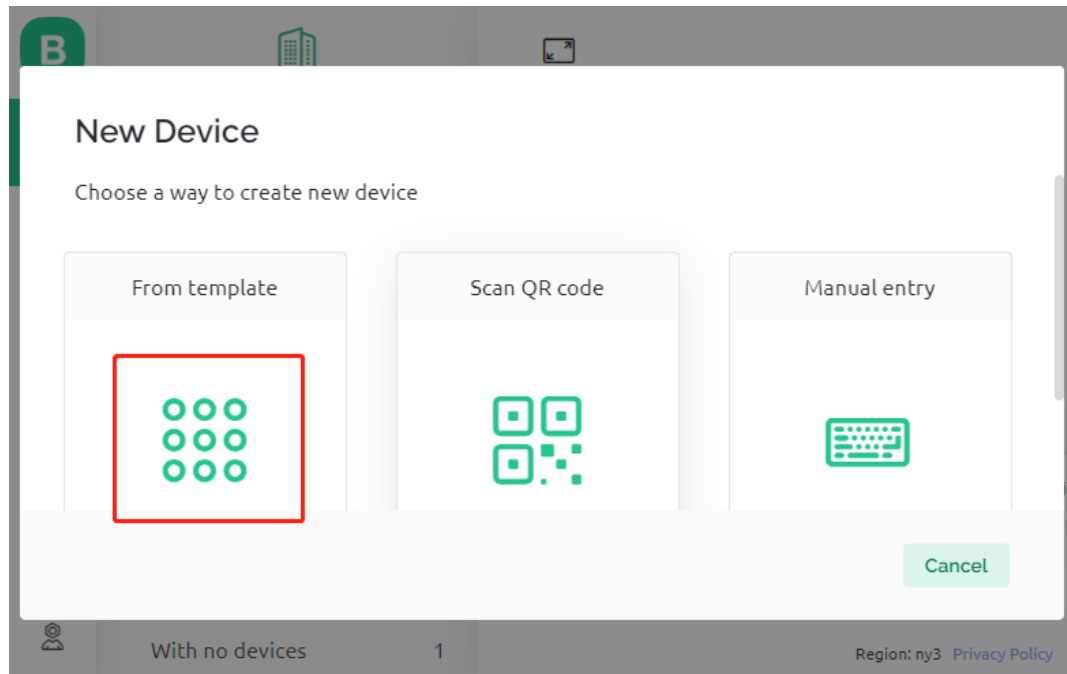 B
New Device
Choose a way to create new device
From template
Scan QR code
Manual entry
Cancel
With no devices 1
Region: ny3 Privacy Policy